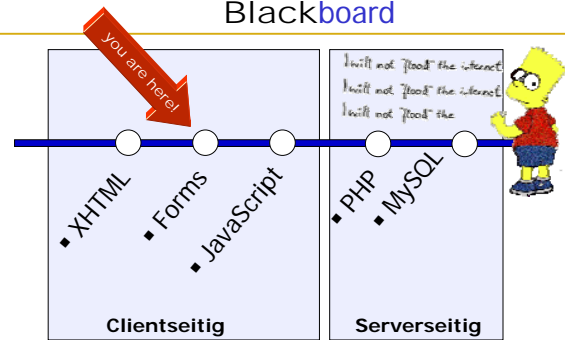 Blackboard
you are here!
I will not "flood" the internet
I will not "flood" the internet
I will not "flood" the
▪ XHTML
▪ Forms
▪ JavaScript
▪ PHP
▪ MySQL
Clientseitig
Serverseitig